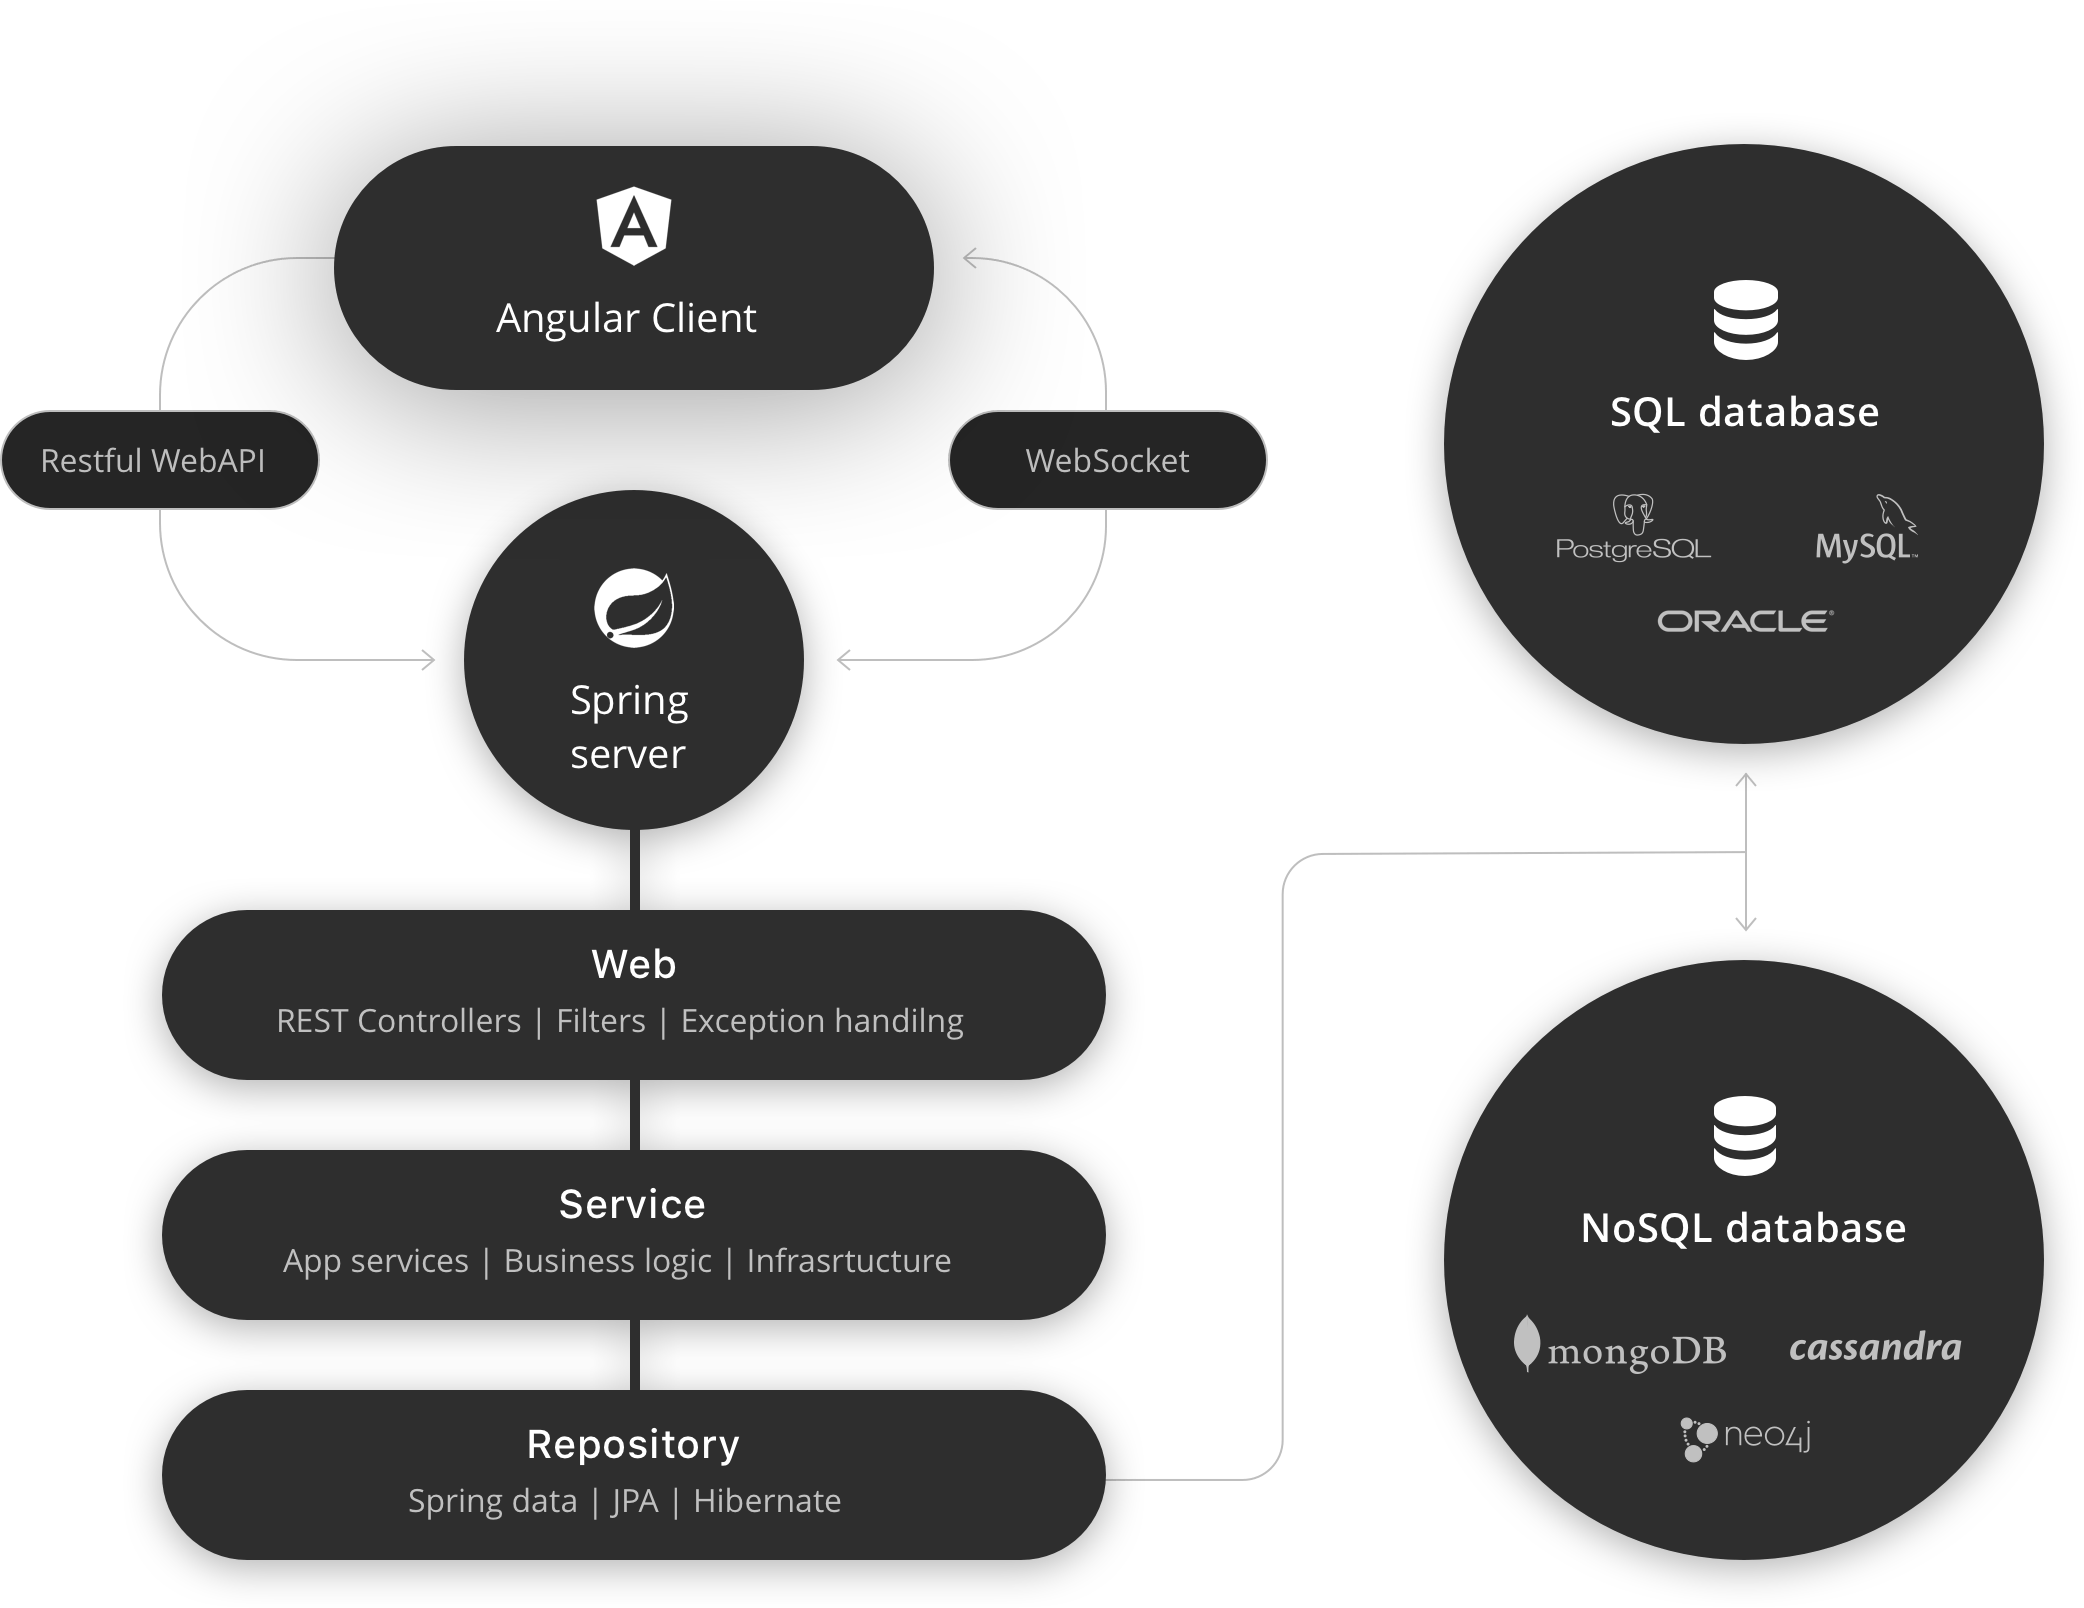 Angular Client
Restful WebAPI
WebSocket
Spring
server
Web
REST Controllers | Filters | Exception handilng
Service
App services | Business logic | Infrasrtucture
Repository
Spring data | JPA | Hibernate
SQL database
PostgreSQL
MySQL™
ORACLE®
NoSQL database
mongoDB
cassandra
neo4j